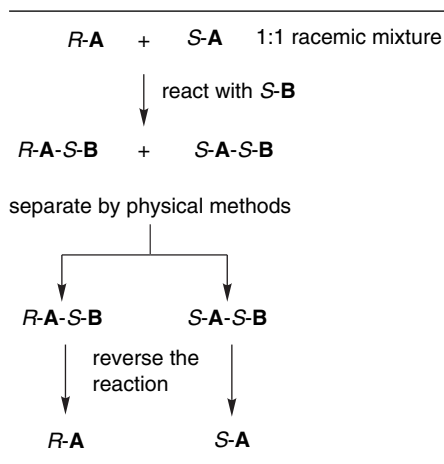 R-A + S-A 1:1 racemic mixture
react with S-B
R-A-S-B + S-A-S-B
separate by physical methods
R-A-S-B S-A-S-B
reverse the
reaction
R-A S-A